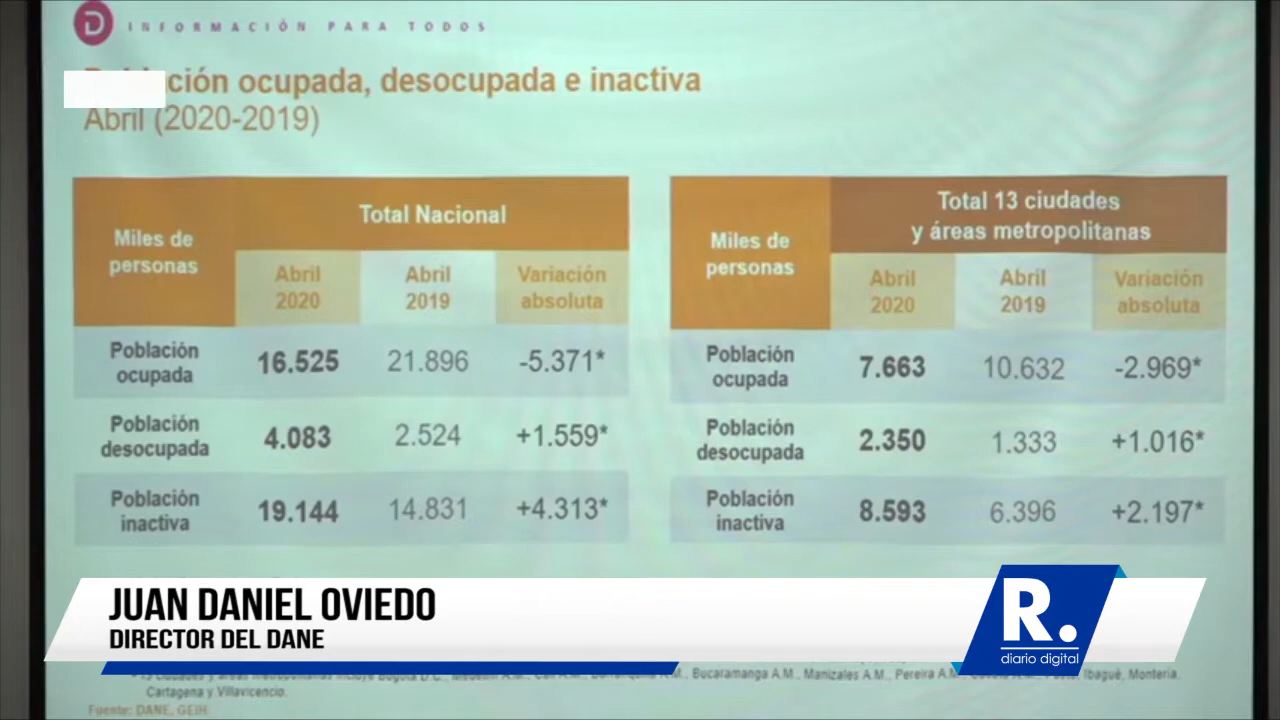 D INFORMACIÓN PARA TODOS
ción ocupada, desocupada e inactiva
Abril (2020-2019)
Miles de
personas
Total Nacional
Abril
2020
Abril
2019
Variación
absoluta
Población
ocupada
16.525
21.896
-5.371*
Población
desocupada
4.083
2.524
+1.559*
Población
inactiva
19.144
14.831
+4.313*
Miles de
personas
Total 13 ciudades
y áreas metropolitanas
Abril
2020
Abril
2019
Variación
absoluta
Población
ocupada
7.663
10.632
-2.969*
Población
desocupada
2.350
1.333
+1.016*
Población
inactiva
8.593
6.396
+2.197*
JUAN DANIEL OVIEDO
DIRECTOR DEL DANE
R.
diario digital
Bucaramanga A.M., Manizales A.M., Pereira A.M. Ibagué, Montería,
Cartagena y Villavicencio.
Fuente: DANE, GEIH.